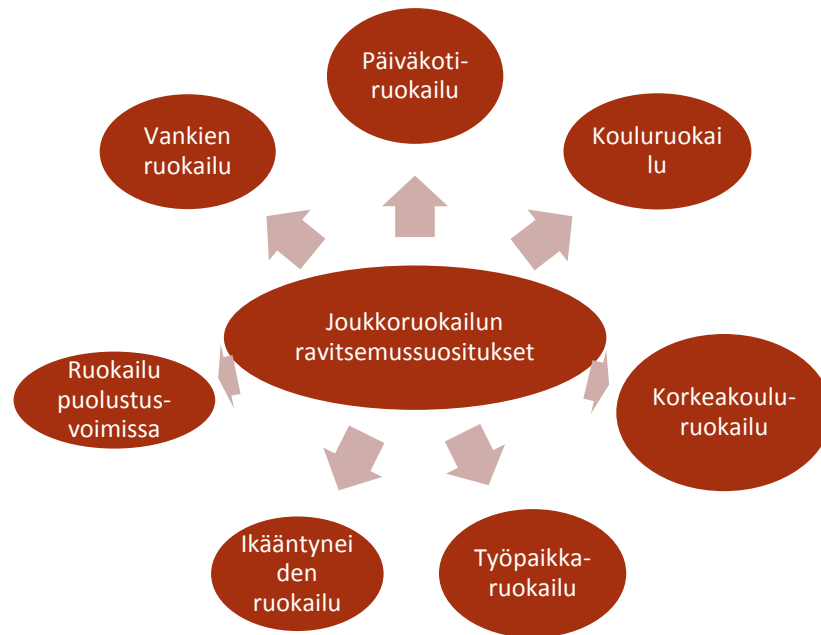 Päiväkoti-
ruokailu
Vankien
ruokailu
Kouluruokai
lu
Joukkoruokailun
ravitsemussuositukset
Ruokailu
puolustus-
voimissa
Korkeakoulu-
ruokailu
Ikääntynei
den
ruokailu
Työpaikka-
ruokailu